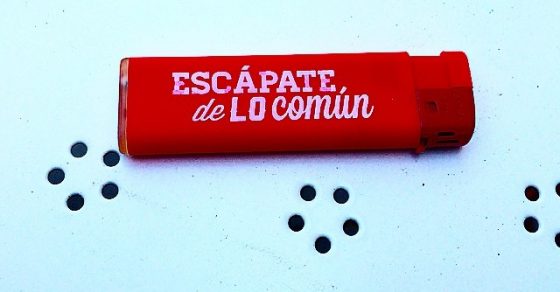 ESCÁPATE
de LO común